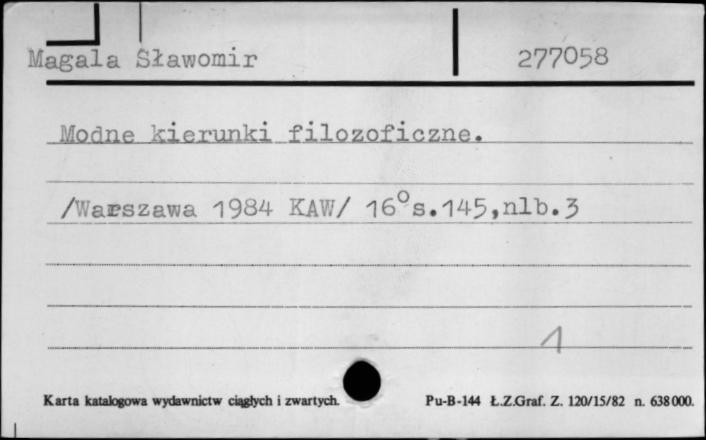 Magala Sławomir 277058
Modne kierunki filozoficzne.
/Warszawa 1984 KAW/ 16° s.145,nlb.3
1
Karta katalogowa wydawnictw ciągłych i zwartych. Pu-B-144 Ł.Z.Graf. Z. 120/15/82 n. 638000.